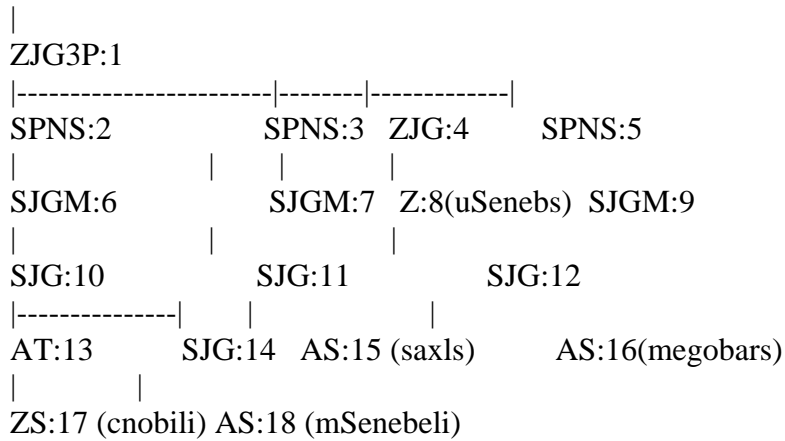 |
ZJG3P:1
|------------------------|--------|-------------|
SPNS:2 SPNS:3 ZJG:4 SPNS:5
| | | |
SJGM:6 SJGM:7 Z:8(uSenebs) SJGM:9
| | |
SJG:10 SJG:11 SJG:12
|---------------| | |
AT:13 SJG:14 AS:15 (saxls) AS:16(megobars)
| |
ZS:17 (cnobili) AS:18 (mSenebeli)